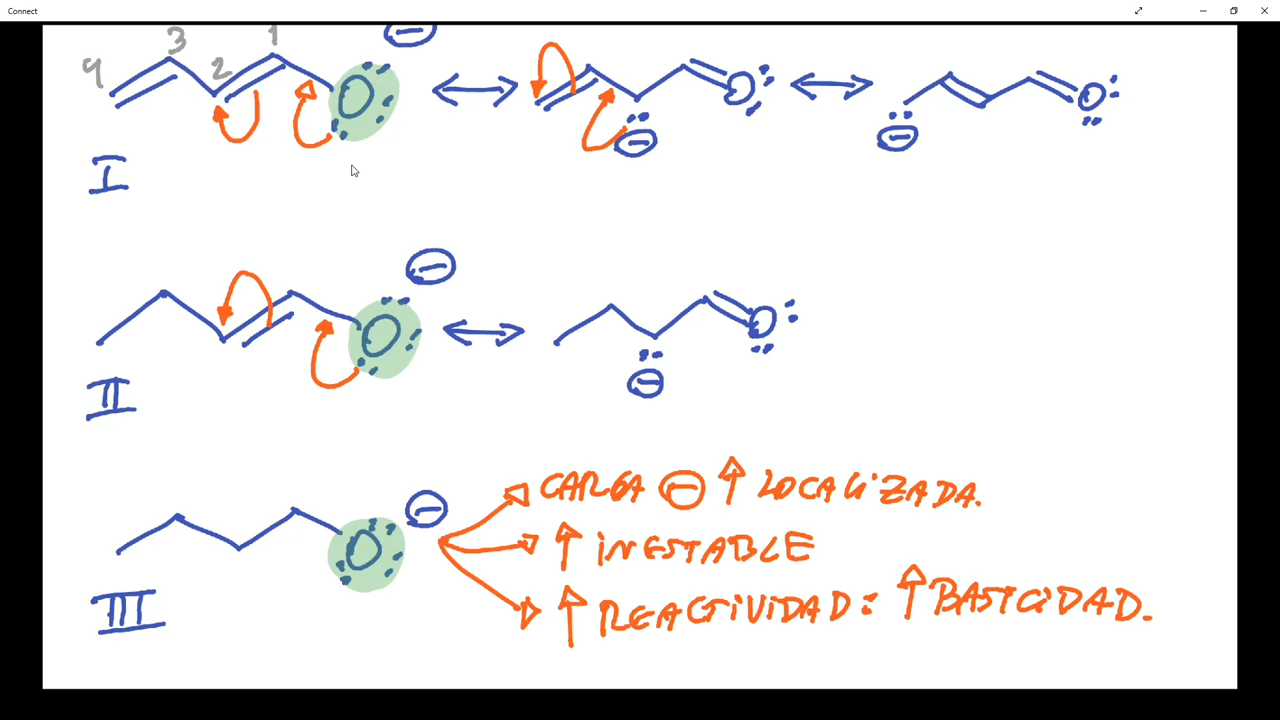 Connect
4 3 2 1 O ⊖ ↔ ⊖ O ↔ ⊖ O
I
O ⊖ ↔ ⊖ O
II
CARGA ⊖ ↑ LOCALIZADA.
O ⊖
↑ INESTABLE
↑ REACTIVIDAD: ↑ BASICIDAD.
III